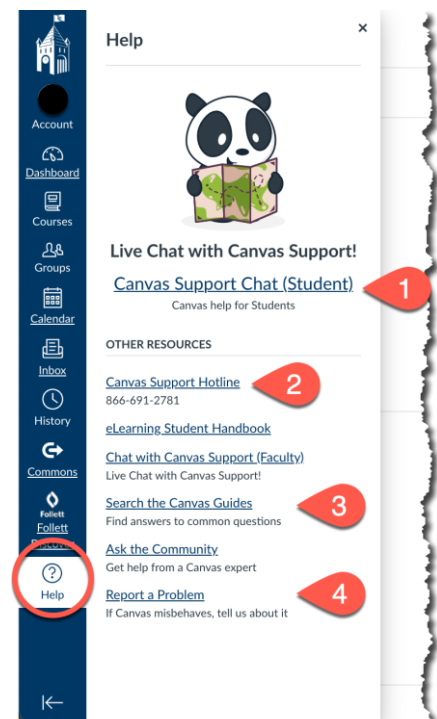 Account
Dashboard
Courses
Groups
Calendar
Inbox
History
Commons
Follett
Follett
Discover
Help
Help
×
Live Chat with Canvas Support!
Canvas Support Chat (Student)
1
Canvas help for Students
OTHER RESOURCES
Canvas Support Hotline
2
866-691-2781
eLearning Student Handbook
Chat with Canvas Support (Faculty)
Live Chat with Canvas Support!
Search the Canvas Guides
3
Find answers to common questions
Ask the Community
Get help from a Canvas expert
Report a Problem
4
If Canvas misbehaves, tell us about it